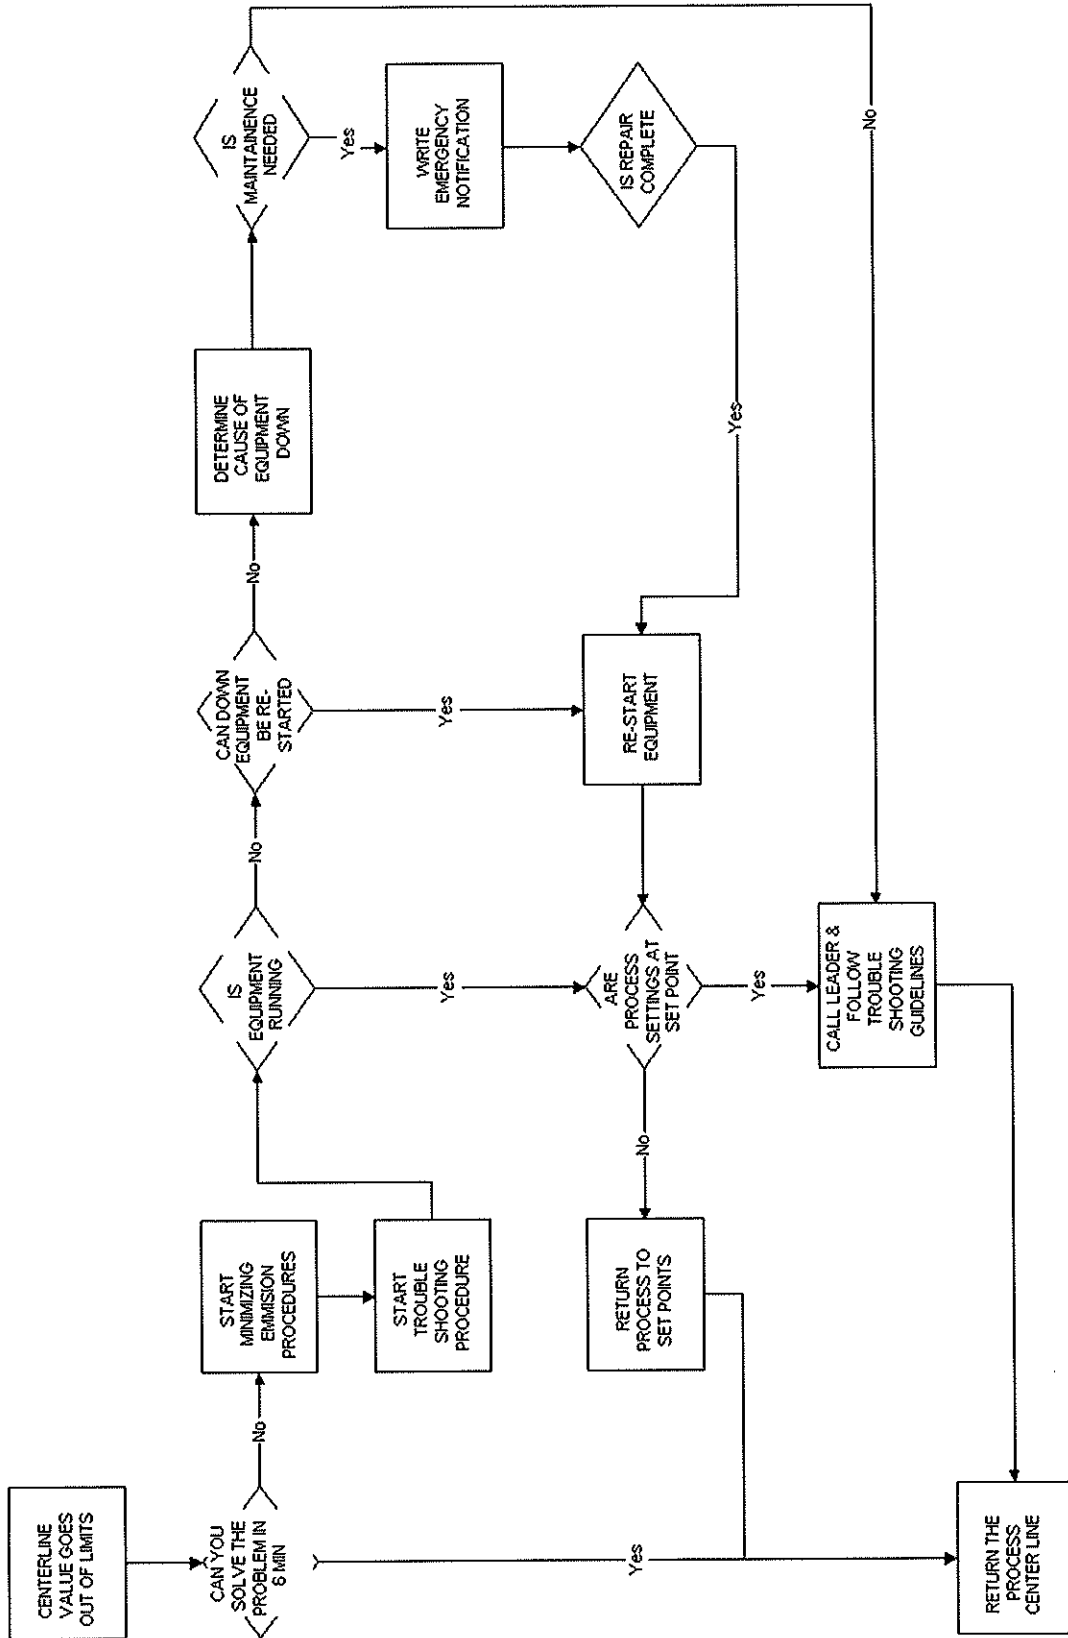 CENTERLINE
VALUE GOES
OUT OF LIMITS
CAN YOU
SOLVE THE
PROBLEM IN
6 MIN
No
START
MINIMIZING
EMMISION
PROCEDURES
START
TROUBLE
SHOOTING
PROCEDURE
IS
EQUIPMENT
RUNNING
No
CAN DOWN
EQUIPMENT
BE RE-
STARTED
No
DETERMINE
CAUSE OF
EQUIPMENT
DOWN
IS
MAINTAINENCE
NEEDED
Yes
WRITE
EMERGENCY
NOTIFICATION
IS REPAIR
COMPLETE
Yes
Yes
RE-START
EQUIPMENT
Yes
ARE
PROCESS
SETTINGS AT
SET POINT
No
RETURN
PROCESS TO
SET POINTS
Yes
CALL LEADER &
FOLLOW
TROUBLE
SHOOTING
GUIDELINES
No
Yes
RETURN THE
PROCESS
CENTER LINE